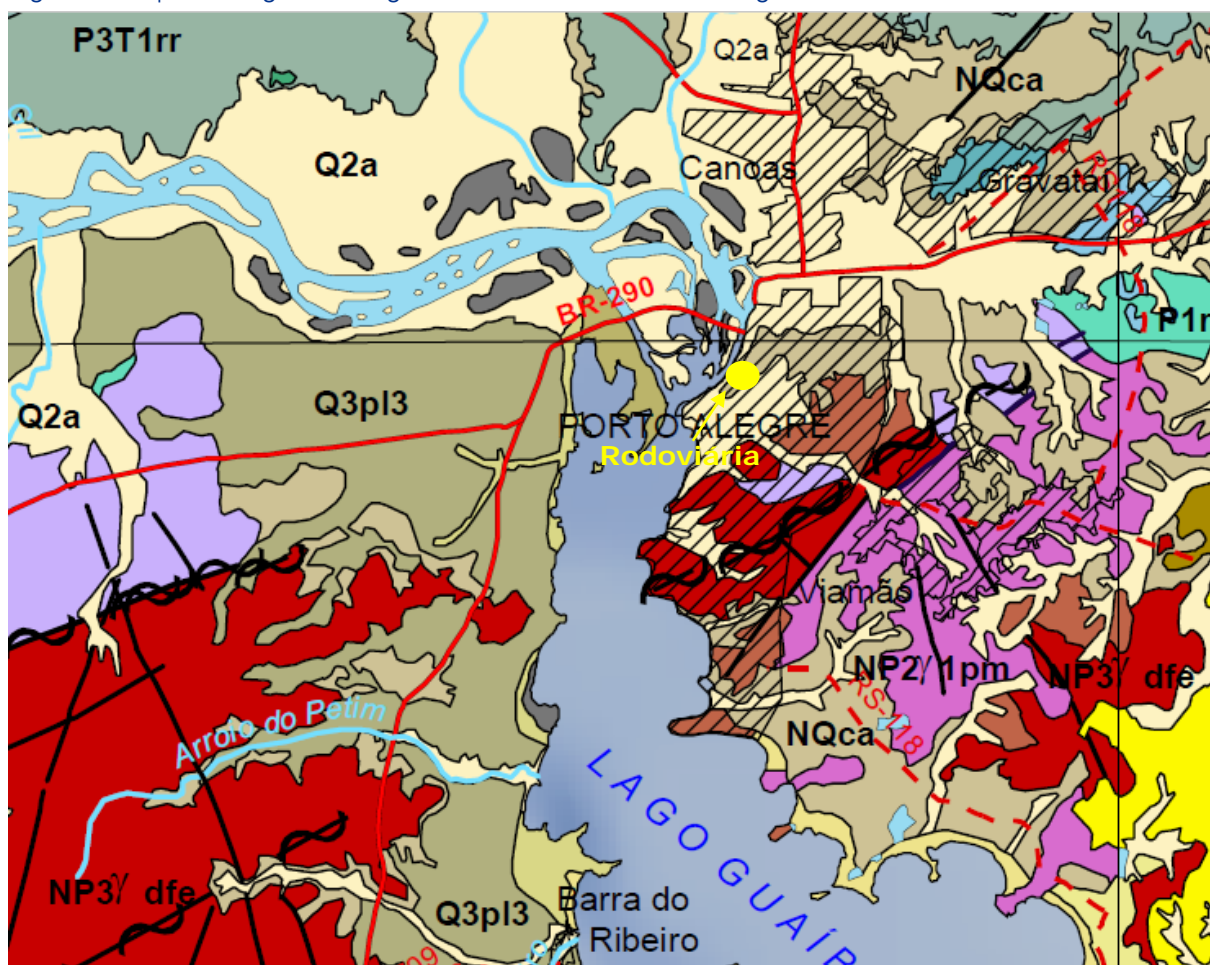 P3T1rr
Q2a
NQca
Q2a
Canoas
Gravataí
BR-290
P1r
Q3pl3
Q2a
PORTO ALEGRE
Rodoviária
Viamão
NP2γ1pm
NP3γ dfe
RS-118
NQca
Arroio do Petim
LAGO GUAÍ
NP3γ dfe
Q3pl3
Barra do
Ribeiro